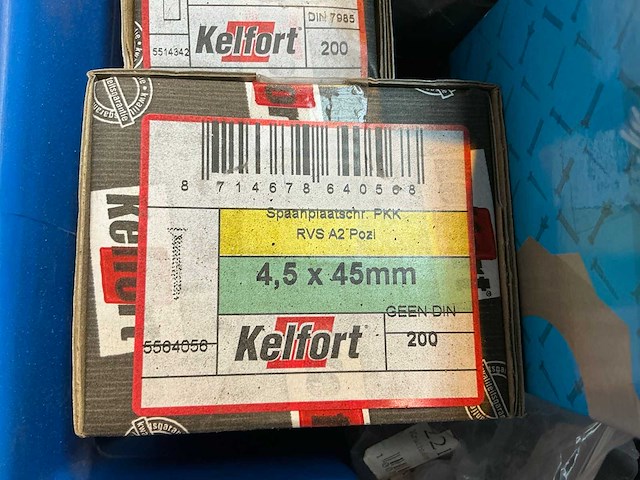 DIN 7985
5514342
Kelfort
200
8 714678 640568
Spaanplaatschr. PKK
RVS A2 Pozi
4,5 x 45mm
GEEN DIN
5564056
Kelfort
200
Kelfort